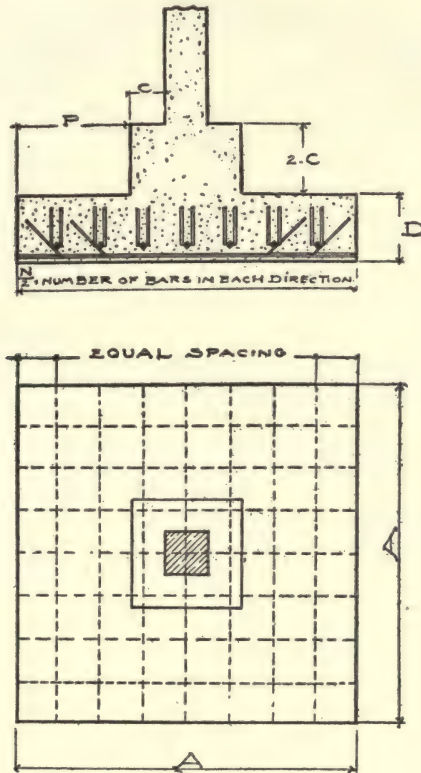 C
P
2·C
D
N/2 · NUMBER OF BARS IN EACH DIRECTION
EQUAL SPACING
A
A